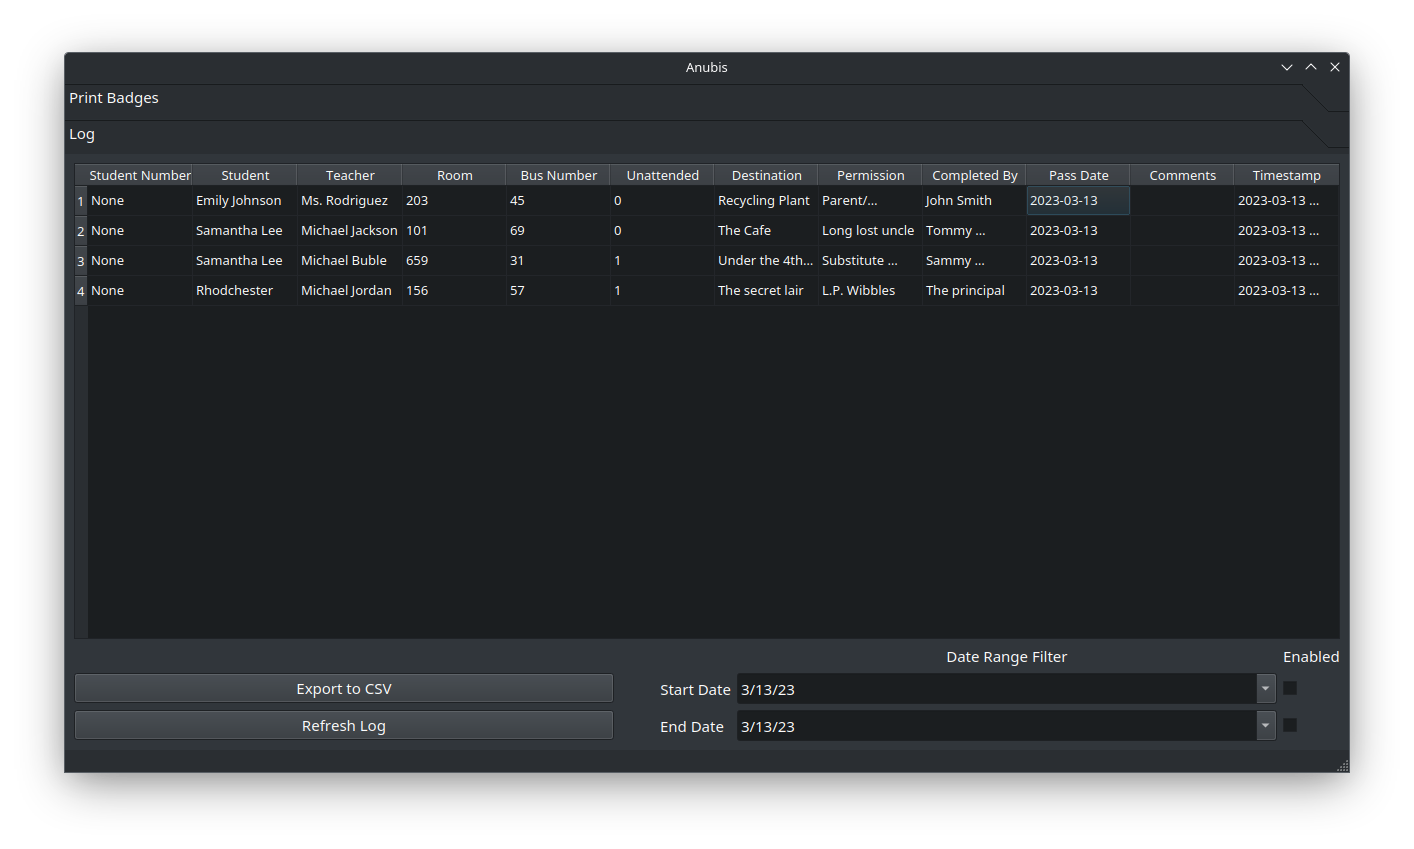 Anubis
Print Badges
Log
Student Number Student Teacher Room Bus Number Unattended Destination Permission Completed By Pass Date Comments Timestamp
1 None Emily Johnson Ms. Rodriguez 203 45 0 Recycling Plant Parent/... John Smith 2023-03-13 2023-03-13 ...
2 None Samantha Lee Michael Jackson 101 69 0 The Cafe Long lost uncle Tommy ... 2023-03-13 2023-03-13 ...
3 None Samantha Lee Michael Buble 659 31 1 Under the 4th... Substitute ... Sammy ... 2023-03-13 2023-03-13 ...
4 None Rhodchester Michael Jordan 156 57 1 The secret lair L.P. Wibbles The principal 2023-03-13 2023-03-13 ...
Date Range Filter Enabled
Export to CSV Start Date 3/13/23
Refresh Log End Date 3/13/23